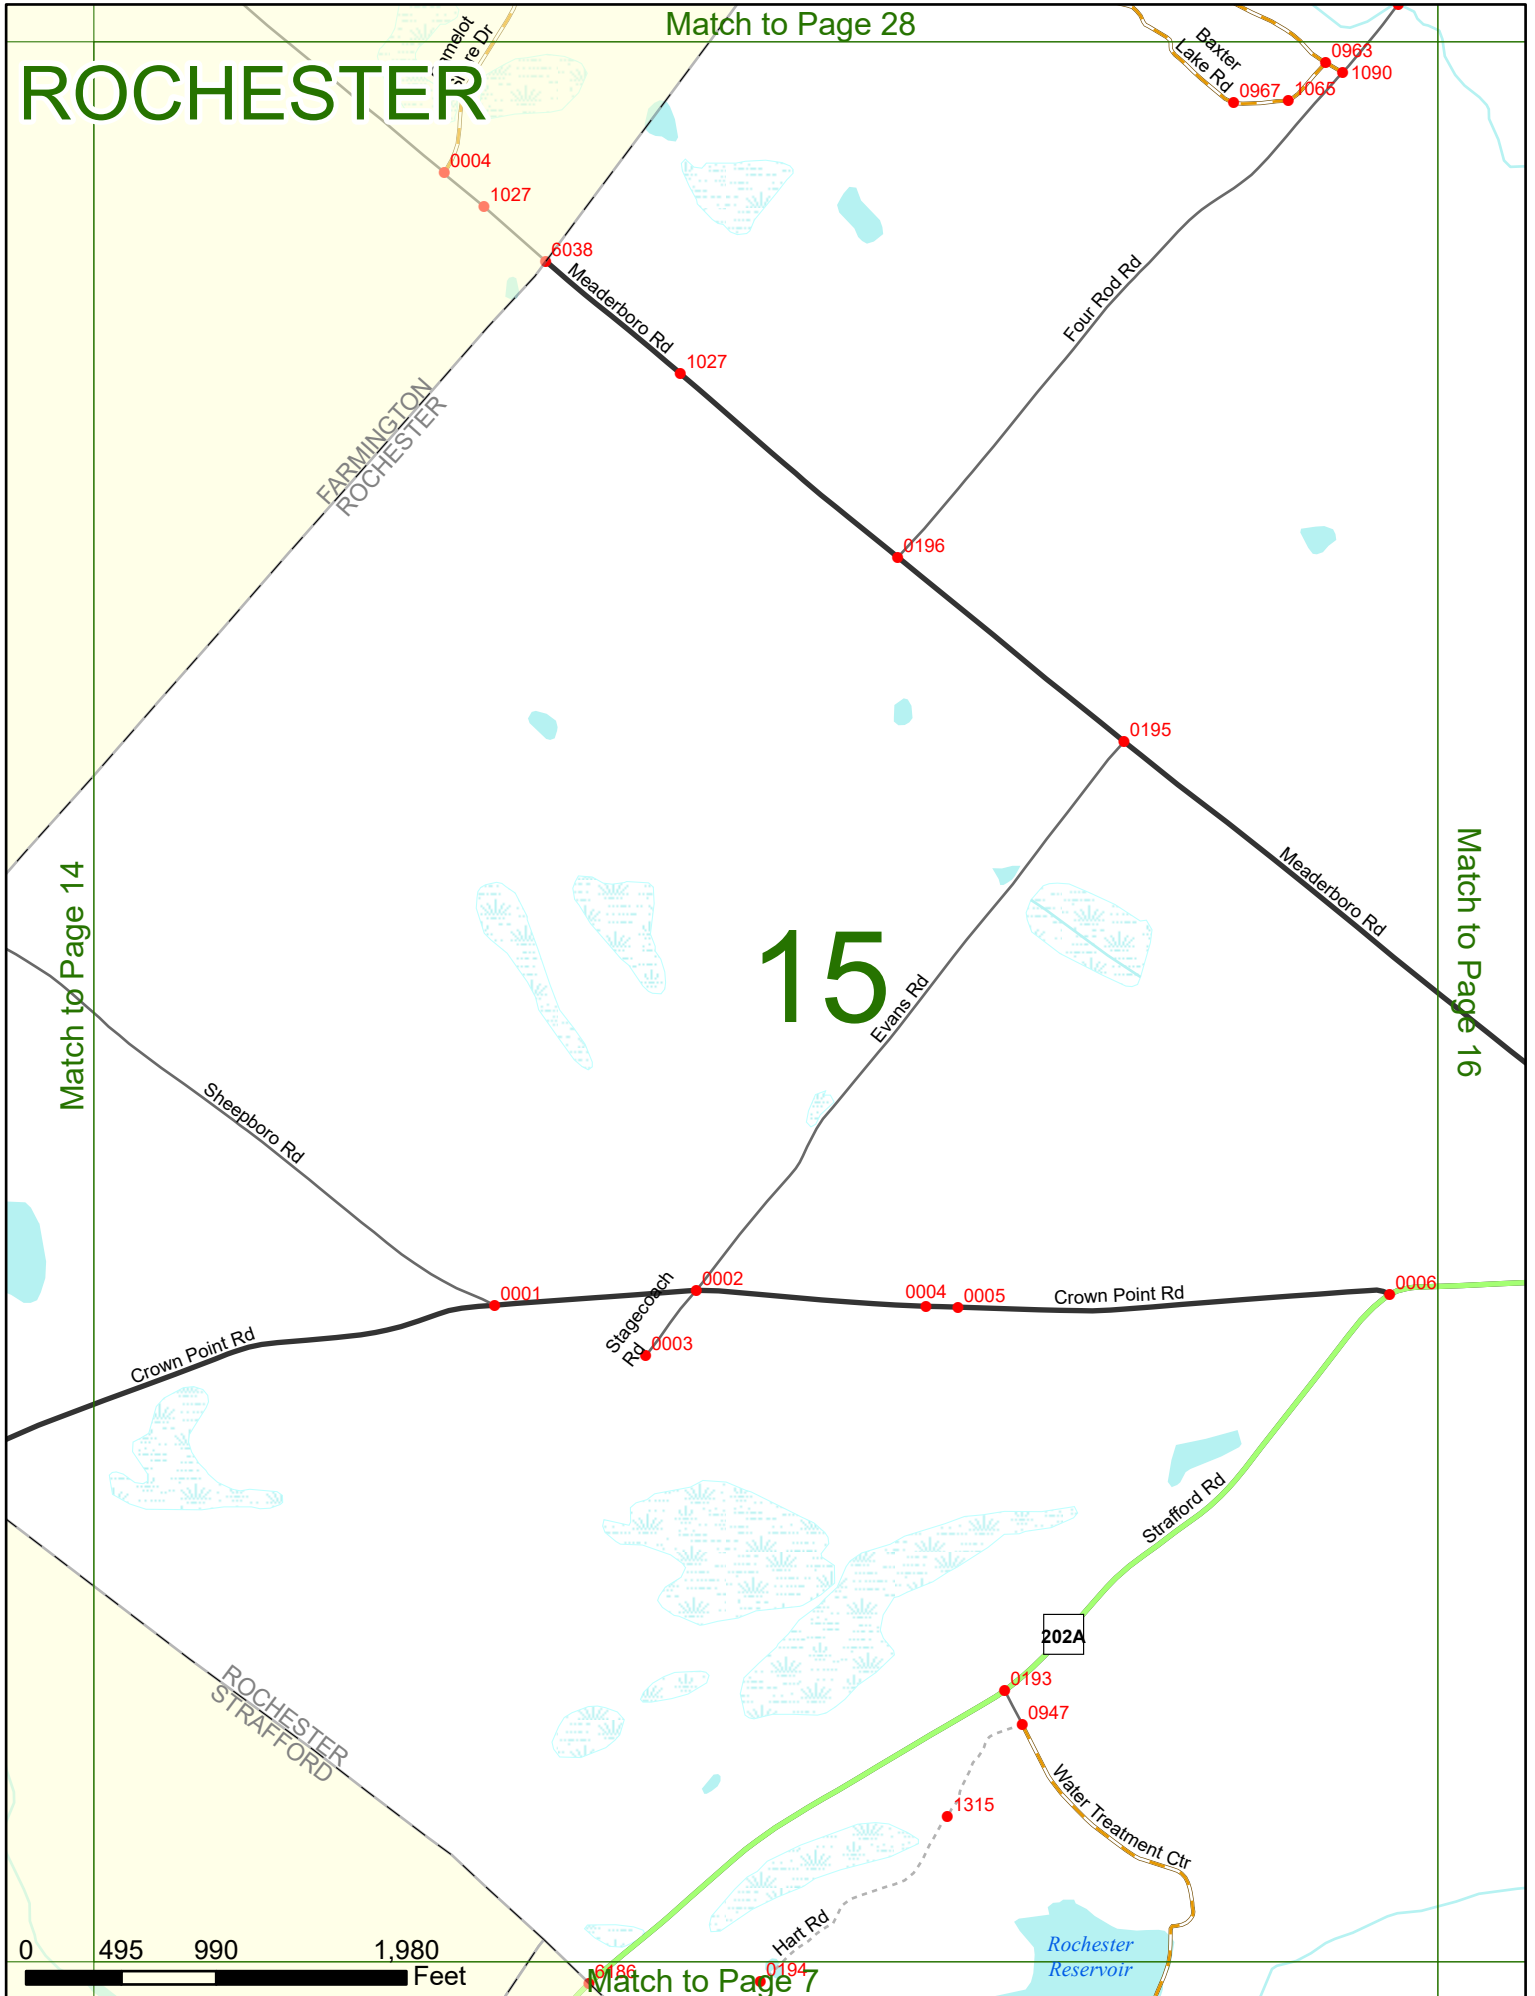 Match to Page 28
ROCHESTER
Dr
Baxter
Lake Rd
0963
1090
0967
1065
0004
1027
6038
Meaderboro Rd
1027
Four Rod Rd
FARMINGTON
ROCHESTER
0196
0195
Meaderboro Rd
Match to Page 14
Match to Page 16
15
Evans Rd
Sheepboro Rd
0001
0002
0004
0005
Crown Point Rd
0006
Stagecoach
Rd
0003
Crown Point Rd
Strafford Rd
202A
ROCHESTER
STRAFFORD
0193
0947
Water Treatment Ctr
1315
Hart Rd
Rochester
Reservoir
0 495 990 1,980
Feet
6186
0194
Match to Page 7